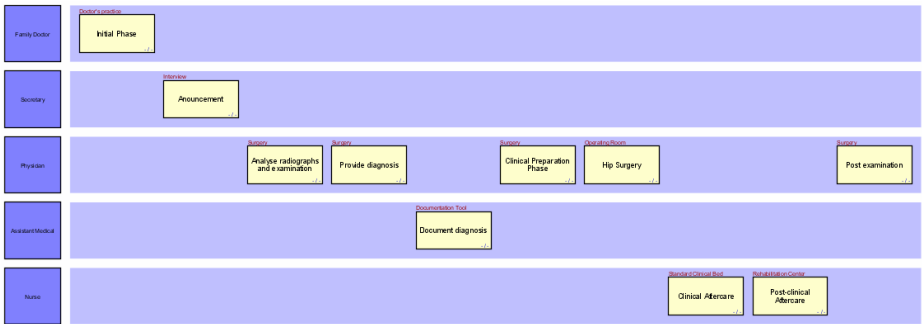 Family Doctor
Doctor's practice
Initial Phase
- / -
Secretary
Interview
Anouncement
- / -
Physician
Surgery
Analyse radiographs
and examination
- / -
Surgery
Provide diagnosis
- / -
Surgery
Clinical Preparation
Phase
- / -
Operating Room
Hip Surgery
- / -
Surgery
Post examination
- / -
Assistant Medical
Documentation Tool
Document diagnosis
- / -
Nurse
Standard Clinical Bed
Clinical Aftercare
- / -
Rehabilitation Center
Post-clinical
Aftercare
- / -